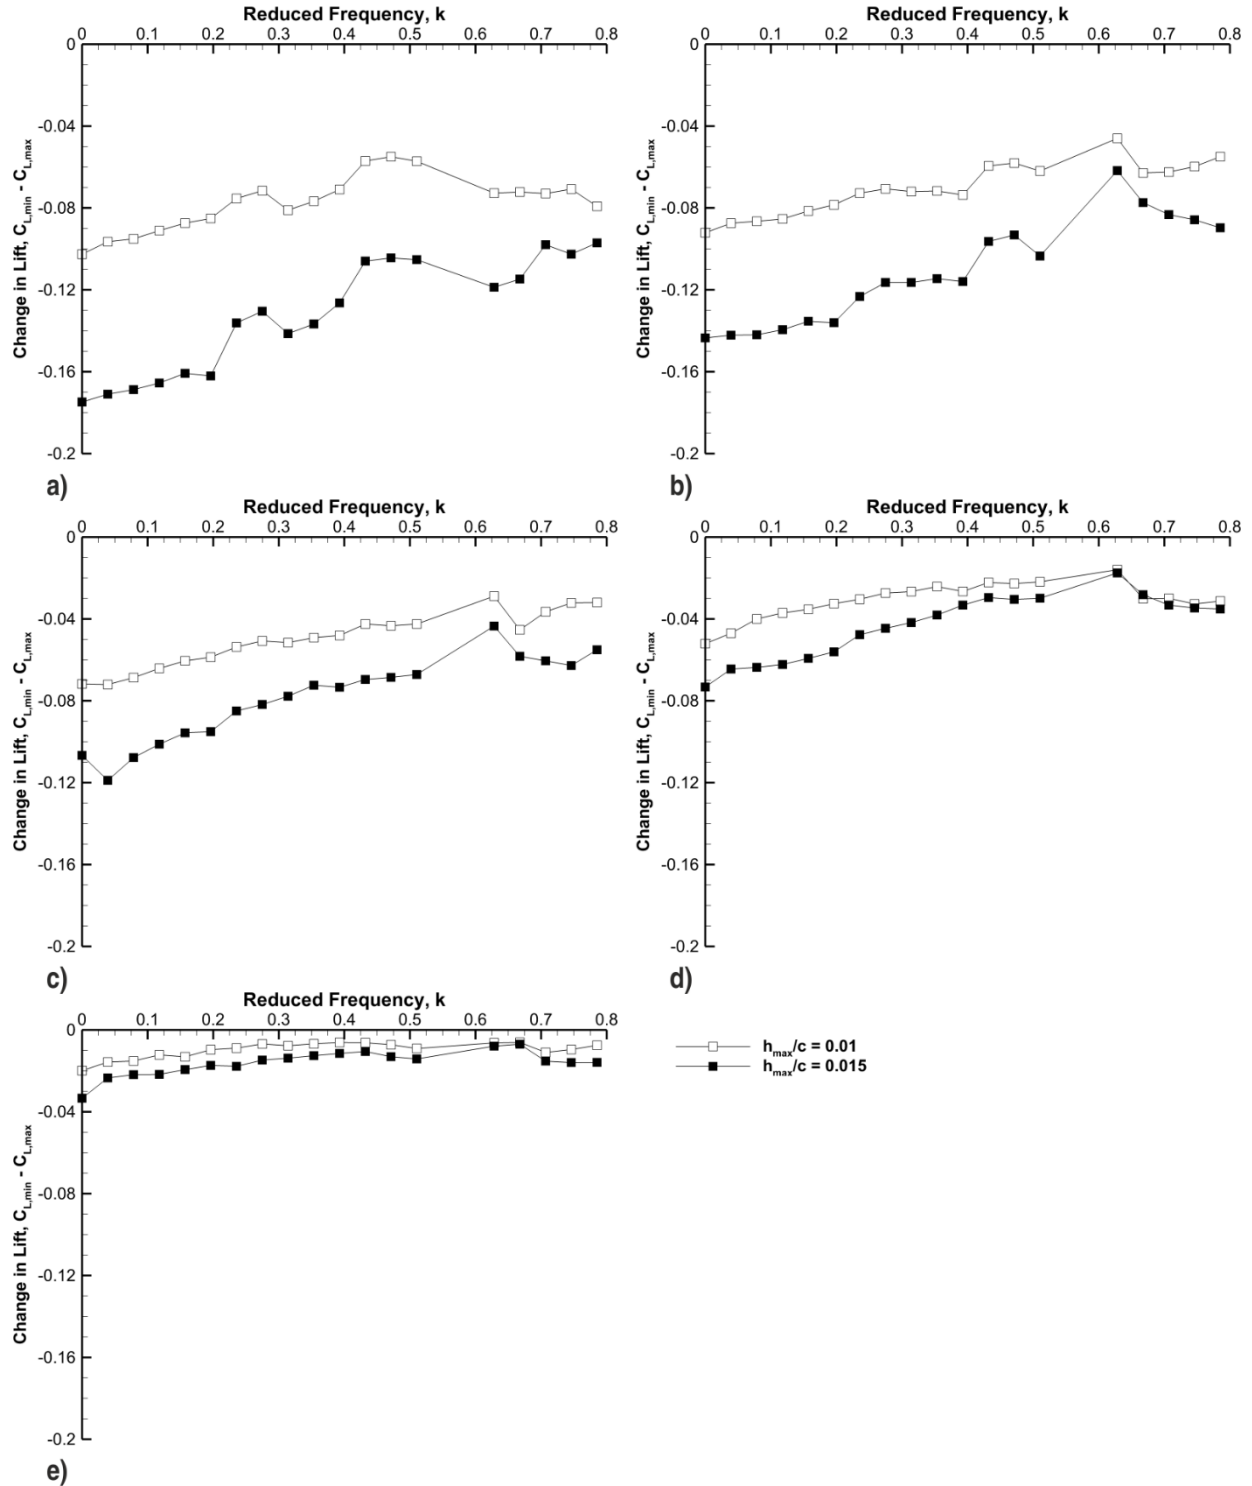 Reduced Frequency, k
0 0.1 0.2 0.3 0.4 0.5 0.6 0.7 0.8
0
-0.04
-0.08
-0.12
-0.16
-0.2
Change in Lift, C_L,min - C_L,max
a)
Reduced Frequency, k
0 0.1 0.2 0.3 0.4 0.5 0.6 0.7 0.8
0
-0.04
-0.08
-0.12
-0.16
-0.2
Change in Lift, C_L,min - C_L,max
b)
Reduced Frequency, k
0 0.1 0.2 0.3 0.4 0.5 0.6 0.7 0.8
0
-0.04
-0.08
-0.12
-0.16
-0.2
Change in Lift, C_L,min - C_L,max
c)
Reduced Frequency, k
0 0.1 0.2 0.3 0.4 0.5 0.6 0.7 0.8
0
-0.04
-0.08
-0.12
-0.16
-0.2
Change in Lift, C_L,min - C_L,max
d)
Reduced Frequency, k
0 0.1 0.2 0.3 0.4 0.5 0.6 0.7 0.8
0
-0.04
-0.08
-0.12
-0.16
-0.2
Change in Lift, C_L,min - C_L,max
e)
h_max/c = 0.01
h_max/c = 0.015